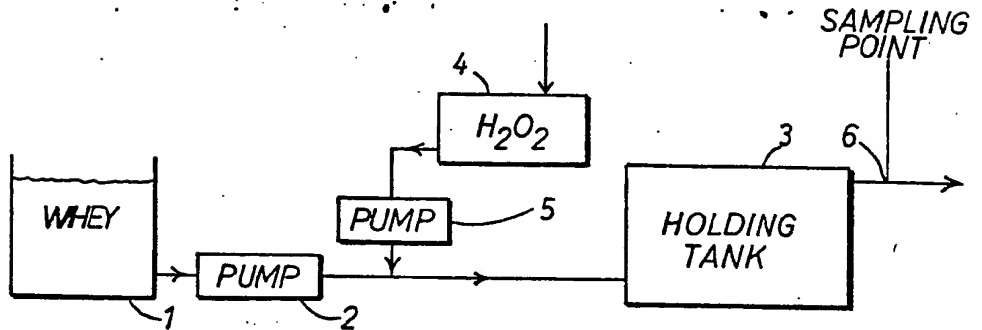 SAMPLING
POINT
4
H2O2
3
6
WHEY
PUMP
5
HOLDING
TANK
PUMP
1
2